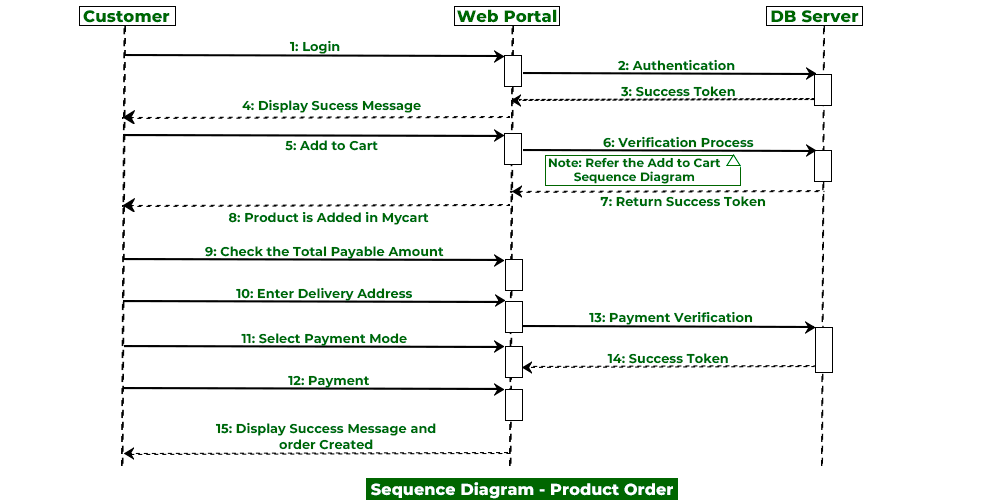 Customer
Web Portal
DB Server
1: Login
2: Authentication
3: Success Token
4: Display Sucess Message
5: Add to Cart
6: Verification Process
Note: Refer the Add to Cart
Sequence Diagram
7: Return Success Token
8: Product is Added in Mycart
9: Check the Total Payable Amount
10: Enter Delivery Address
13: Payment Verification
11: Select Payment Mode
14: Success Token
12: Payment
15: Display Success Message and
order Created
Sequence Diagram - Product Order